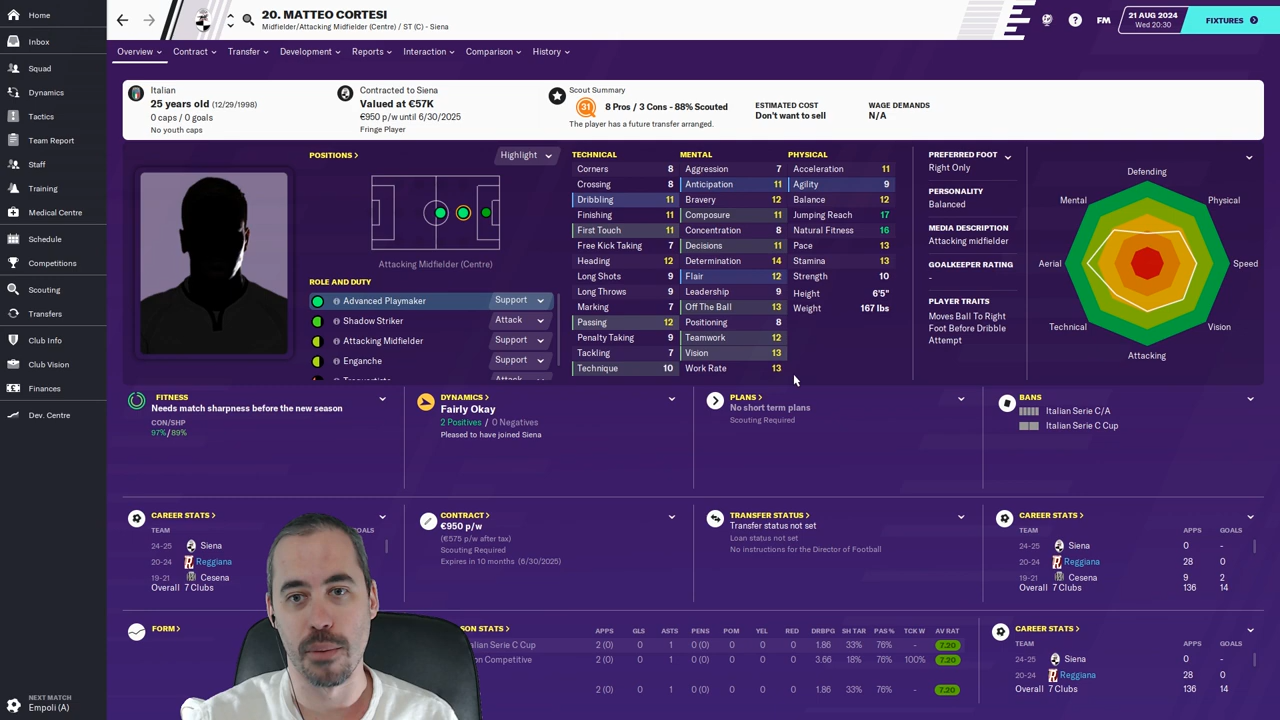 Home
20. MATTEO CORTESI
Midfielder/Attacking Midfielder (Centre) / ST (C) - Siena
FM
21 AUG 2024
Wed 20:30
FIXTURES
Inbox
Squad
Dynamics
Tactics
Team Report
Staff
Training
Medical Centre
Schedule
Competitions
Scouting
Transfers
Club Info
Club Vision
Finances
Dev. Centre
NEXT MATCH
Empoli (A)
Overview
Contract
Transfer
Development
Reports
Interaction
Comparison
History
Italian
25 years old (12/29/1998)
0 caps / 0 goals
No youth caps
Contracted to Siena
Valued at €57K
€950 p/w until 6/30/2025
Fringe Player
Scout Summary
31 8 Pros / 3 Cons - 88% Scouted
The player has a future transfer arranged.
ESTIMATED COST
Don't want to sell
WAGE DEMANDS
N/A
POSITIONS
Highlight
Attacking Midfielder (Centre)
ROLE AND DUTY
Advanced Playmaker Support
Shadow Striker Attack
Attacking Midfielder Support
Enganche Support
Trequartista Attack
TECHNICAL
Corners 8
Crossing 8
Dribbling 11
Finishing 11
First Touch 11
Free Kick Taking 7
Heading 12
Long Shots 9
Long Throws 9
Marking 7
Passing 12
Penalty Taking 9
Tackling 7
Technique 10
MENTAL
Aggression 7
Anticipation 11
Bravery 12
Composure 11
Concentration 8
Decisions 11
Determination 14
Flair 12
Leadership 9
Off The Ball 13
Positioning 8
Teamwork 12
Vision 13
Work Rate 13
PHYSICAL
Acceleration 11
Agility 9
Balance 12
Jumping Reach 17
Natural Fitness 16
Pace 13
Stamina 13
Strength 10
Height 6'5"
Weight 167 lbs
PREFERRED FOOT
Right Only
PERSONALITY
Balanced
MEDIA DESCRIPTION
Attacking midfielder
GOALKEEPER RATING
-
PLAYER TRAITS
Moves Ball To Right
Foot Before Dribble
Attempt
Defending
Mental
Physical
Aerial
Speed
Technical
Vision
Attacking
FITNESS
Needs match sharpness before the new season
CON/SHP
97%/89%
DYNAMICS
Fairly Okay
2 Positives / 0 Negatives
Pleased to have joined Siena
PLANS
No short term plans
Scouting Required
BANS
Italian Serie C/A
Italian Serie C Cup
CAREER STATS
TEAM
24-25 Siena
20-24 Reggiana
19-21 Cesena
Overall 7 Clubs
CONTRACT
€950 p/w
(€575 p/w after tax)
Scouting Required
Expires in 10 months (6/30/2025)
TRANSFER STATUS
Transfer status not set
Loan status not set
No instructions for the Director of Football
CAREER STATS
TEAM APPS GOALS
24-25 Siena 0 -
20-24 Reggiana 28 0
19-21 Cesena 9 2
Overall 7 Clubs 136 14
FORM
STATS
APPS GLS ASTS PENS POM YEL RED DRBPG SH TAR PAS % TCK W AV RAT
Serie C Cup 2 (0) 0 1 0 (0) 0 0 0 1.86 33% 76% - 7.20
Competitive 2 (0) 0 1 0 (0) 0 0 0 3.66 18% 76% 100% 7.20
2 (0) 0 1 0 (0) 0 0 0 1.86 33% 76% - 7.20
CAREER STATS
TEAM APPS GOALS
24-25 Siena 0 -
20-24 Reggiana 28 0
Overall 7 Clubs 136 14